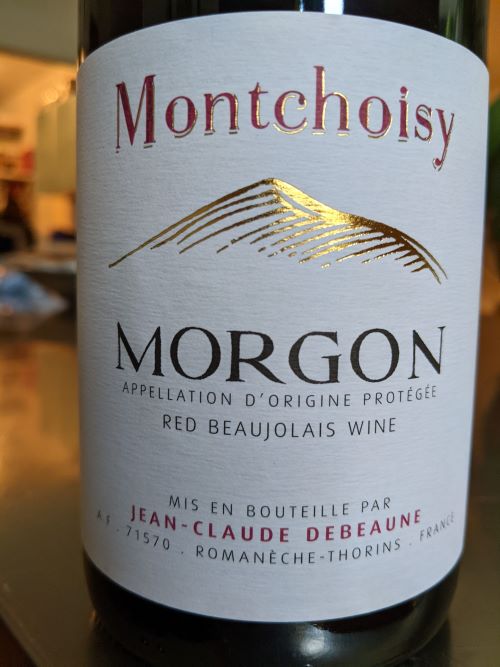 Montchoisy
MORGON
APPELLATION D'ORIGINE PROTÉGÉE
RED BEAUJOLAIS WINE
MIS EN BOUTEILLE PAR
JEAN-CLAUDE DEBEAUNE
A F . 71570 . ROMANÈCHE-THORINS . FRANCE